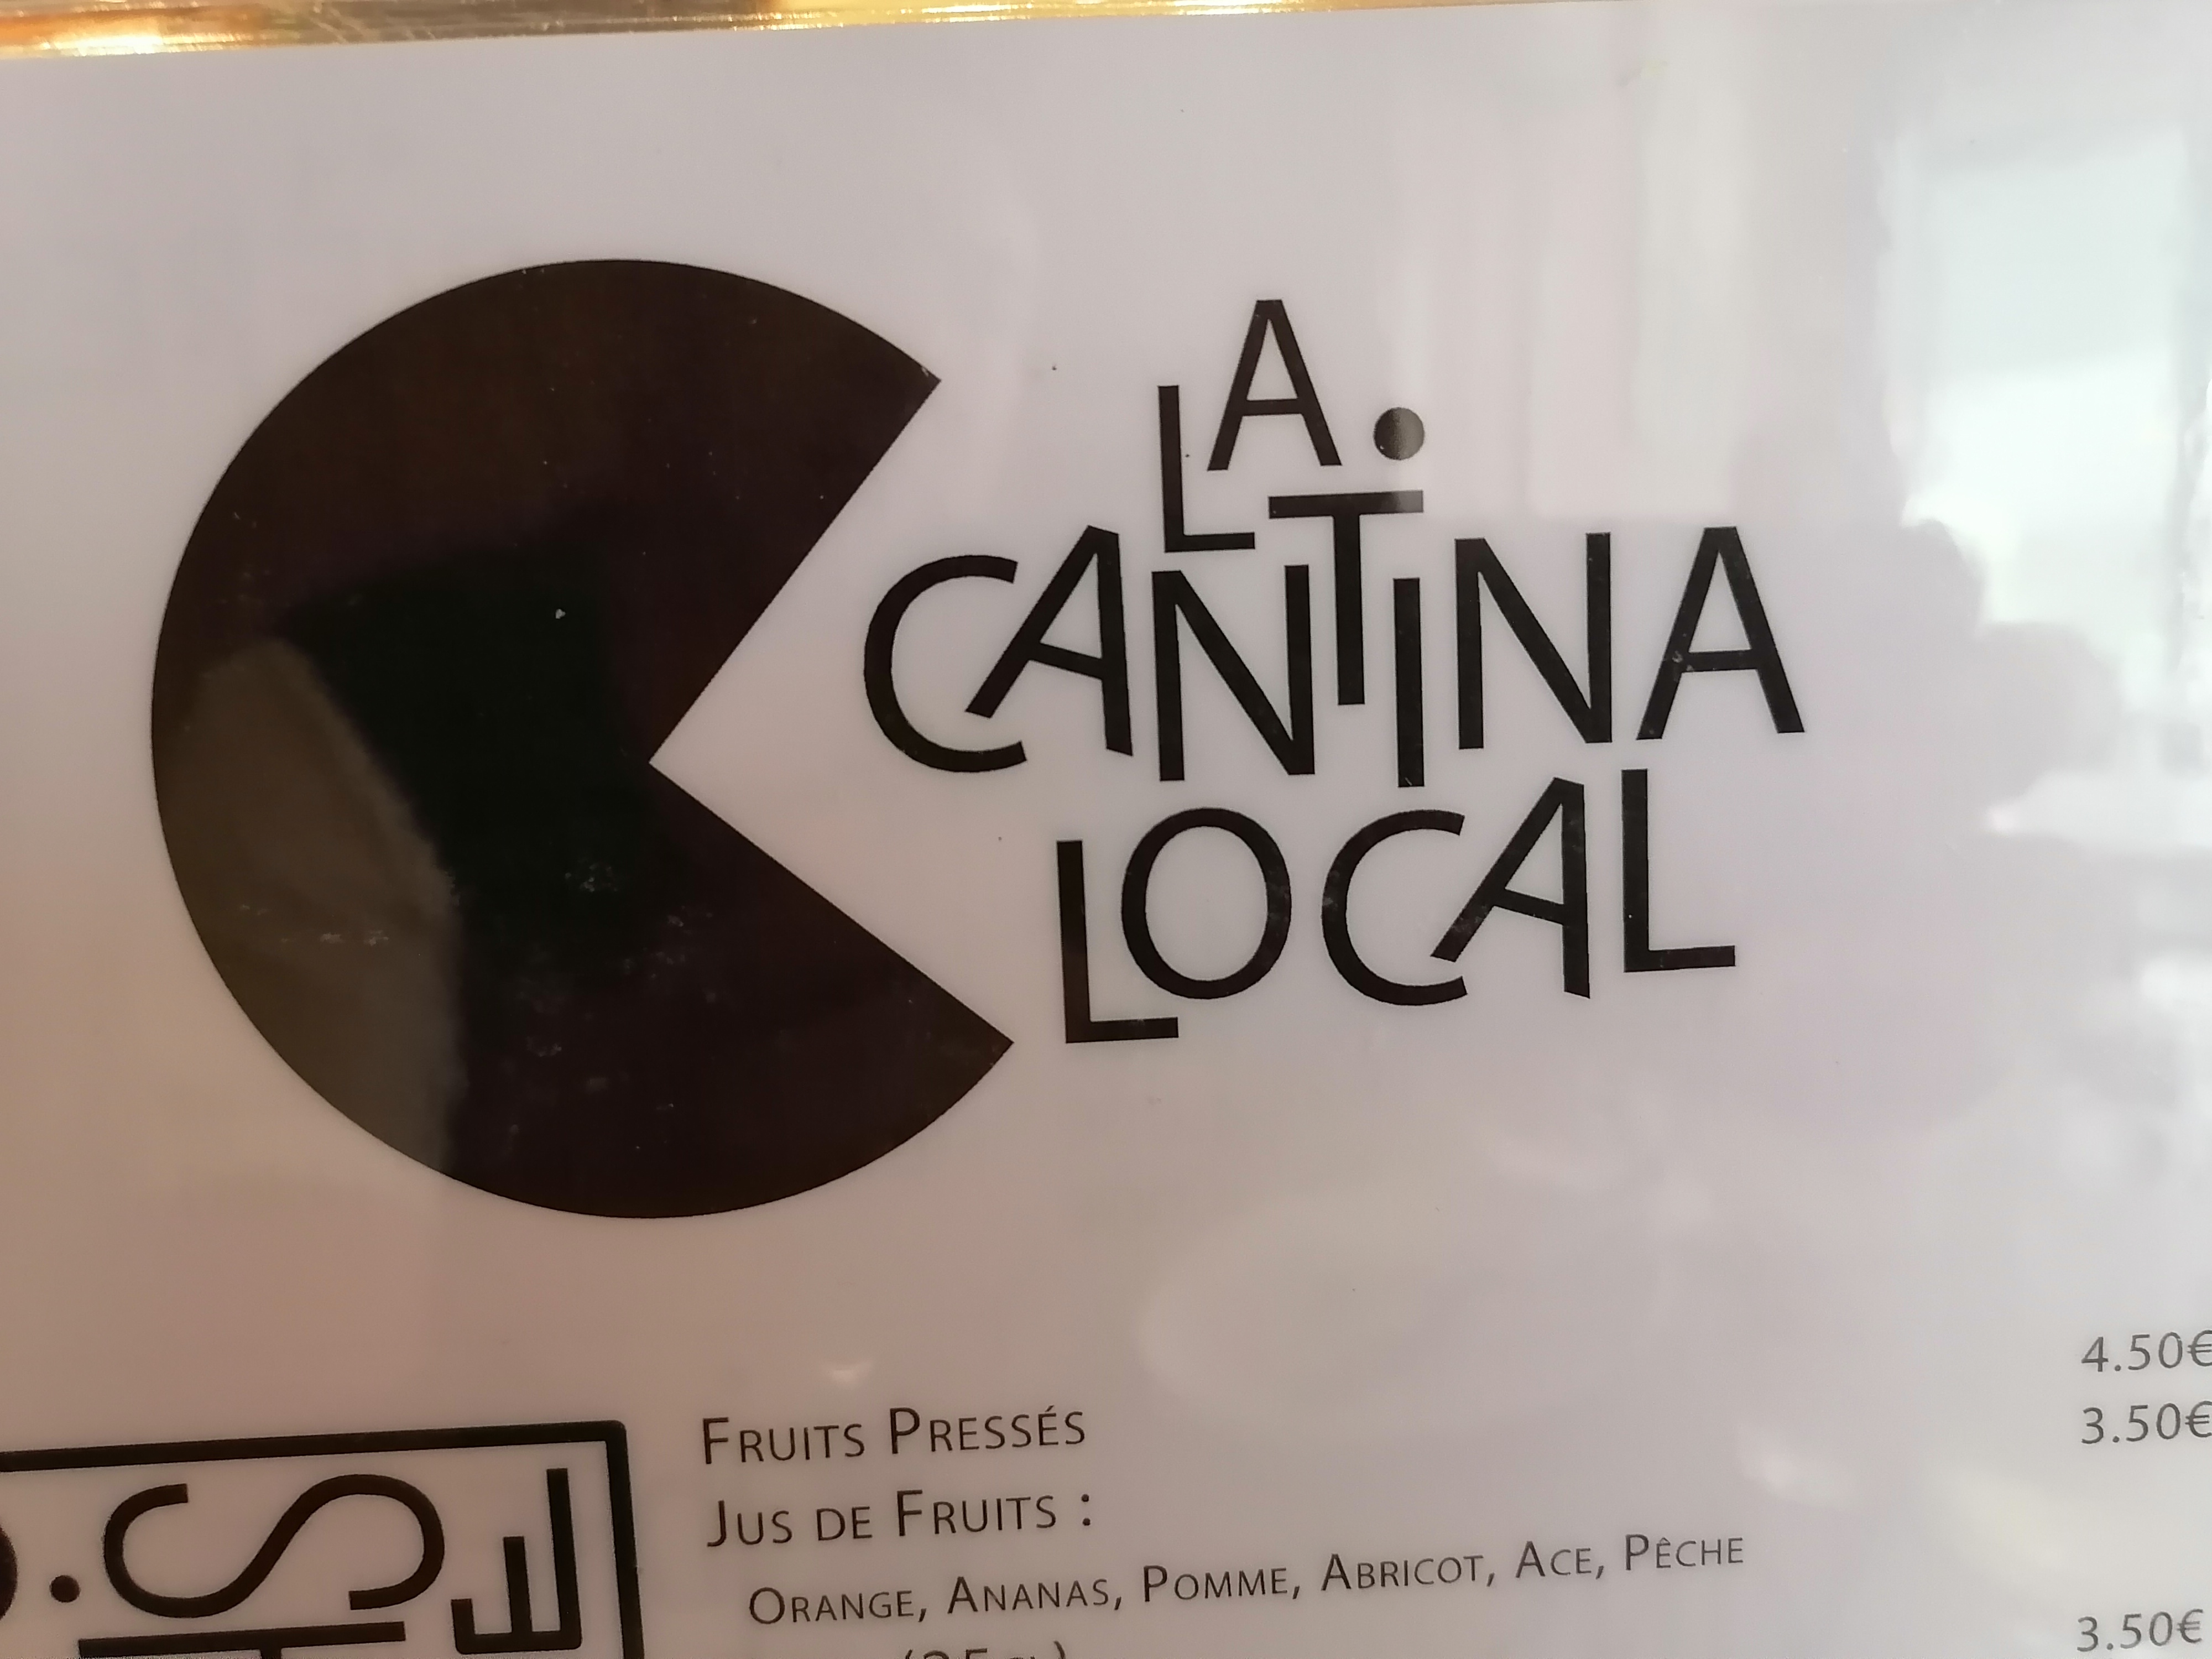 LA
CANTINA
LOCAL
FRUITS PRESSÉS 4.50€
JUS DE FRUITS : 3.50€
ORANGE, ANANAS, POMME, ABRICOT, ACE, PÊCHE
3.50€